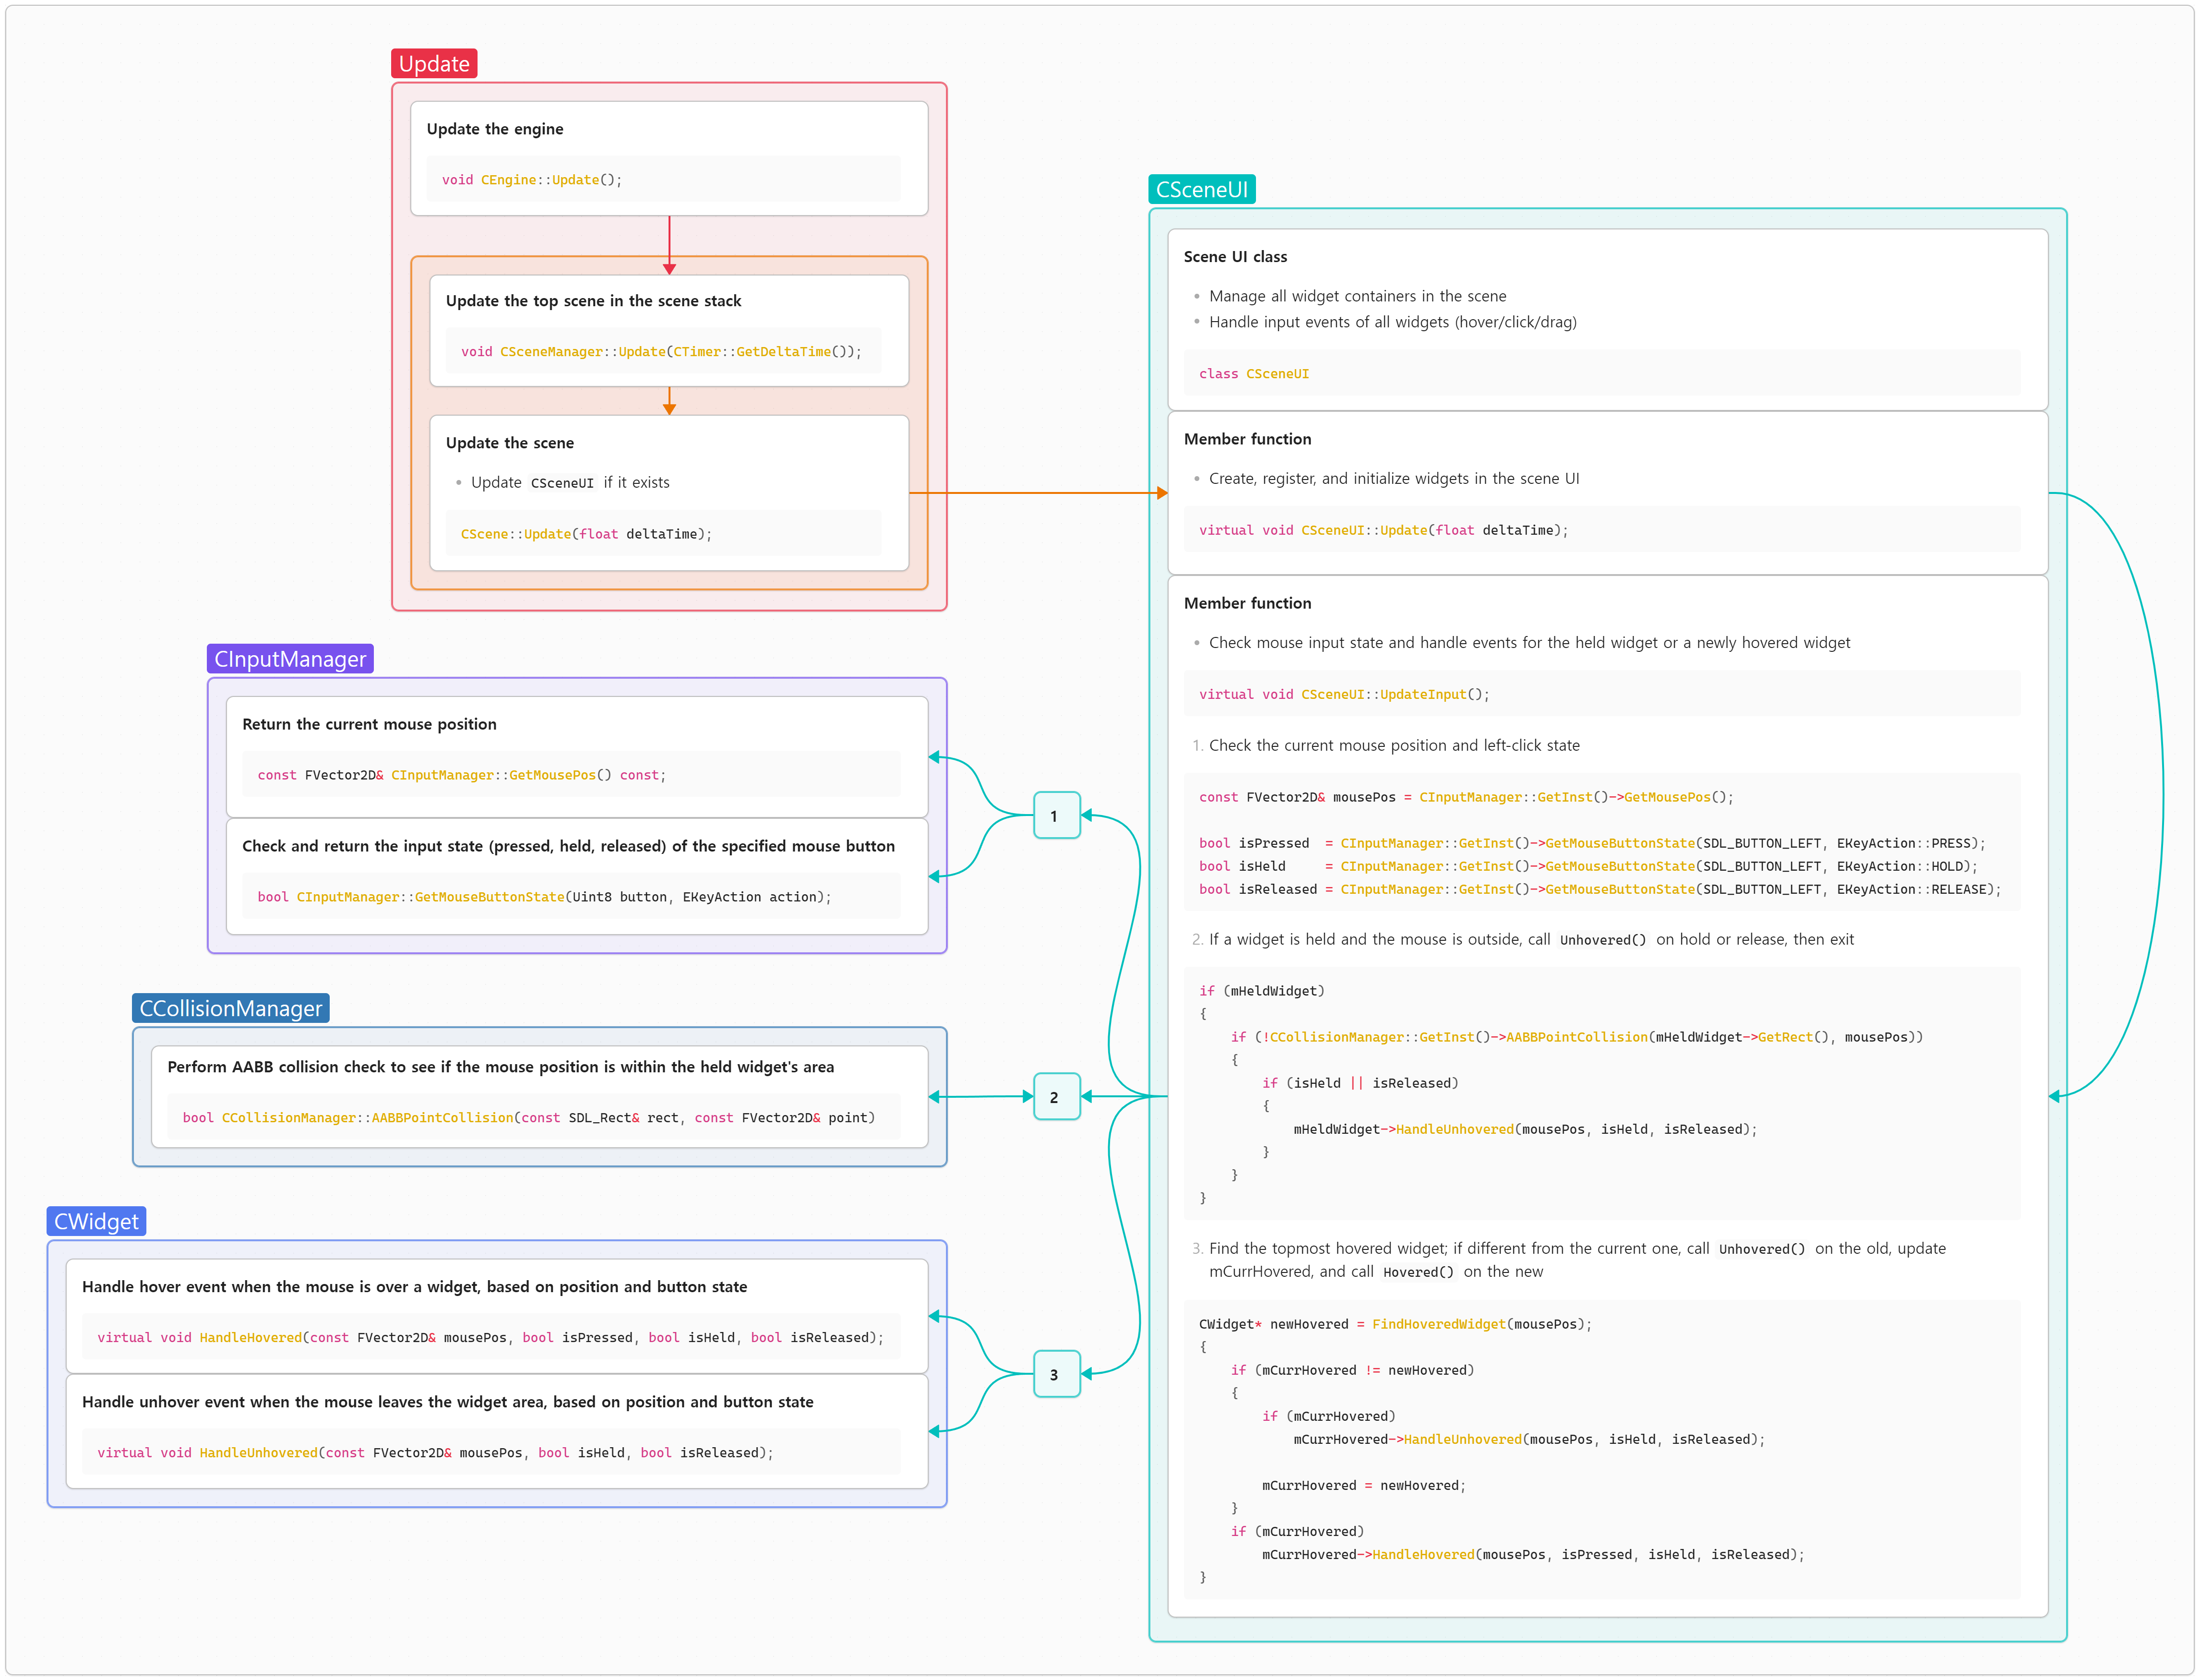 Update
Update the engine
void CEngine::Update();
Update the top scene in the scene stack
void CSceneManager::Update(CTimer::GetDeltaTime());
Update the scene
• Update CSceneUI if it exists
CScene::Update(float deltaTime);
CInputManager
Return the current mouse position
const FVector2D& CInputManager::GetMousePos() const;
Check and return the input state (pressed, held, released) of the specified mouse button
bool CInputManager::GetMouseButtonState(Uint8 button, EKeyAction action);
CCollisionManager
Perform AABB collision check to see if the mouse position is within the held widget's area
bool CCollisionManager::AABBPointCollision(const SDL_Rect& rect, const FVector2D& point)
CWidget
Handle hover event when the mouse is over a widget, based on position and button state
virtual void HandleHovered(const FVector2D& mousePos, bool isPressed, bool isHeld, bool isReleased);
Handle unhover event when the mouse leaves the widget area, based on position and button state
virtual void HandleUnhovered(const FVector2D& mousePos, bool isHeld, bool isReleased);
1
2
3
CSceneUI
Scene UI class
• Manage all widget containers in the scene
• Handle input events of all widgets (hover/click/drag)
class CSceneUI
Member function
• Create, register, and initialize widgets in the scene UI
virtual void CSceneUI::Update(float deltaTime);
Member function
• Check mouse input state and handle events for the held widget or a newly hovered widget
virtual void CSceneUI::UpdateInput();
1. Check the current mouse position and left-click state
const FVector2D& mousePos = CInputManager::GetInst()->GetMousePos();
bool isPressed  = CInputManager::GetInst()->GetMouseButtonState(SDL_BUTTON_LEFT, EKeyAction::PRESS);
bool isHeld     = CInputManager::GetInst()->GetMouseButtonState(SDL_BUTTON_LEFT, EKeyAction::HOLD);
bool isReleased = CInputManager::GetInst()->GetMouseButtonState(SDL_BUTTON_LEFT, EKeyAction::RELEASE);
2. If a widget is held and the mouse is outside, call Unhovered() on hold or release, then exit
if (mHeldWidget)
{
    if (!CCollisionManager::GetInst()->AABBPointCollision(mHeldWidget->GetRect(), mousePos))
    {
        if (isHeld || isReleased)
        {
            mHeldWidget->HandleUnhovered(mousePos, isHeld, isReleased);
        }
    }
}
3. Find the topmost hovered widget; if different from the current one, call Unhovered() on the old, update
mCurrHovered, and call Hovered() on the new
CWidget* newHovered = FindHoveredWidget(mousePos);
{
    if (mCurrHovered != newHovered)
    {
        if (mCurrHovered)
            mCurrHovered->HandleUnhovered(mousePos, isHeld, isReleased);
        mCurrHovered = newHovered;
    }
    if (mCurrHovered)
        mCurrHovered->HandleHovered(mousePos, isPressed, isHeld, isReleased);
}